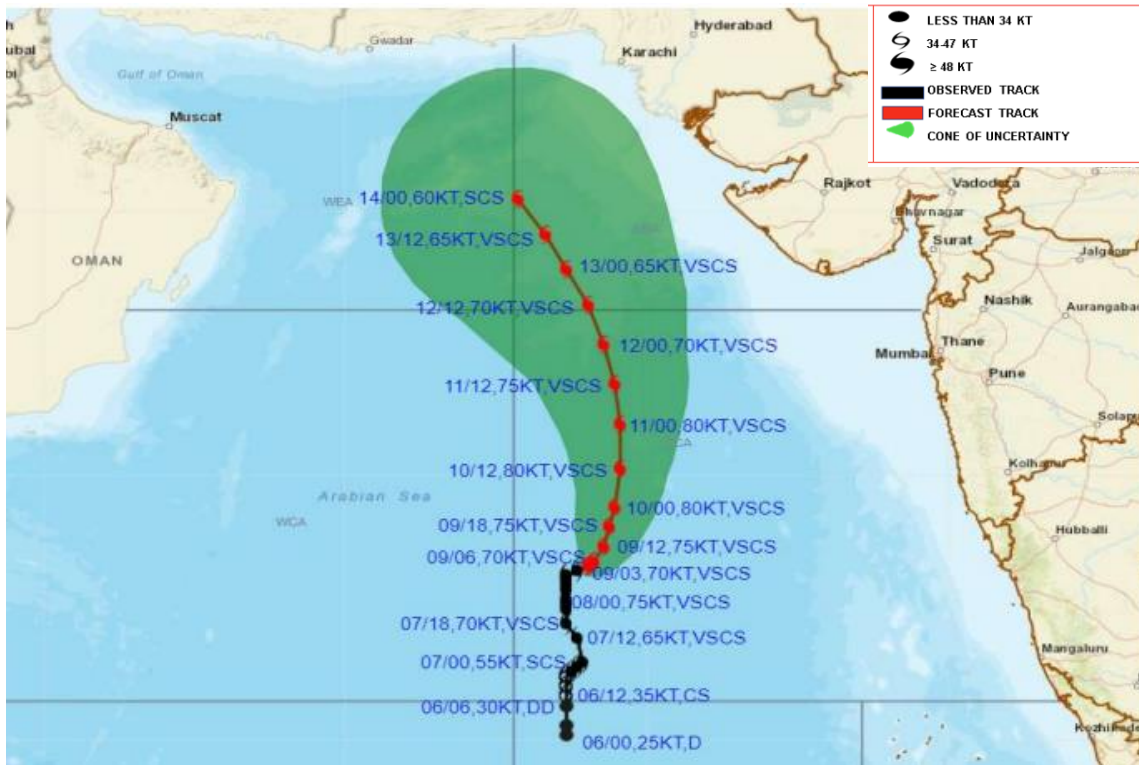 LESS THAN 34 KT
34-47 KT
≥ 48 KT
OBSERVED TRACK
FORECAST TRACK
CONE OF UNCERTAINTY
Hyderabad
Gwadar
Karachi
Gulf of Oman
Muscat
Rajkot
Vadodara
WEA
14/00,60KT,SCS
13/12,65KT,VSCS
Surat
OMAN
13/00,65KT,VSCS
Jalgaon
12/12,70KT,VSCS
Nashik
Aurangabad
12/00,70KT,VSCS
Thane
Mumbai
11/12,75KT,VSCS
Pune
11/00,80KT,VSCS
Solapu
10/12,80KT,VSCS
Arabian Sea
10/00,80KT,VSCS
WCA
09/18,75KT,VSCS
Hubballi
09/12,75KT,VSCS
09/06,70KT,VSCS
09/03,70KT,VSCS
08/00,75KT,VSCS
07/18,70KT,VSCS
07/12,65KT,VSCS
Mangaluru
07/00,55KT,SCS
06/12,35KT,CS
06/06,30KT,DD
06/00,25KT,D